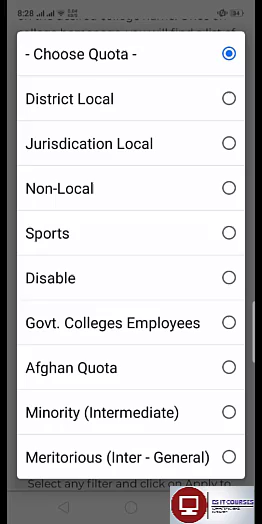 8:28
- Choose Quota -
District Local
Jurisdication Local
Non-Local
Sports
Disable
Govt. Colleges Employees
Afghan Quota
Minority (Intermediate)
Meritorious (Inter - General)
Select any filter and click on Apply to
CS IT COURSES